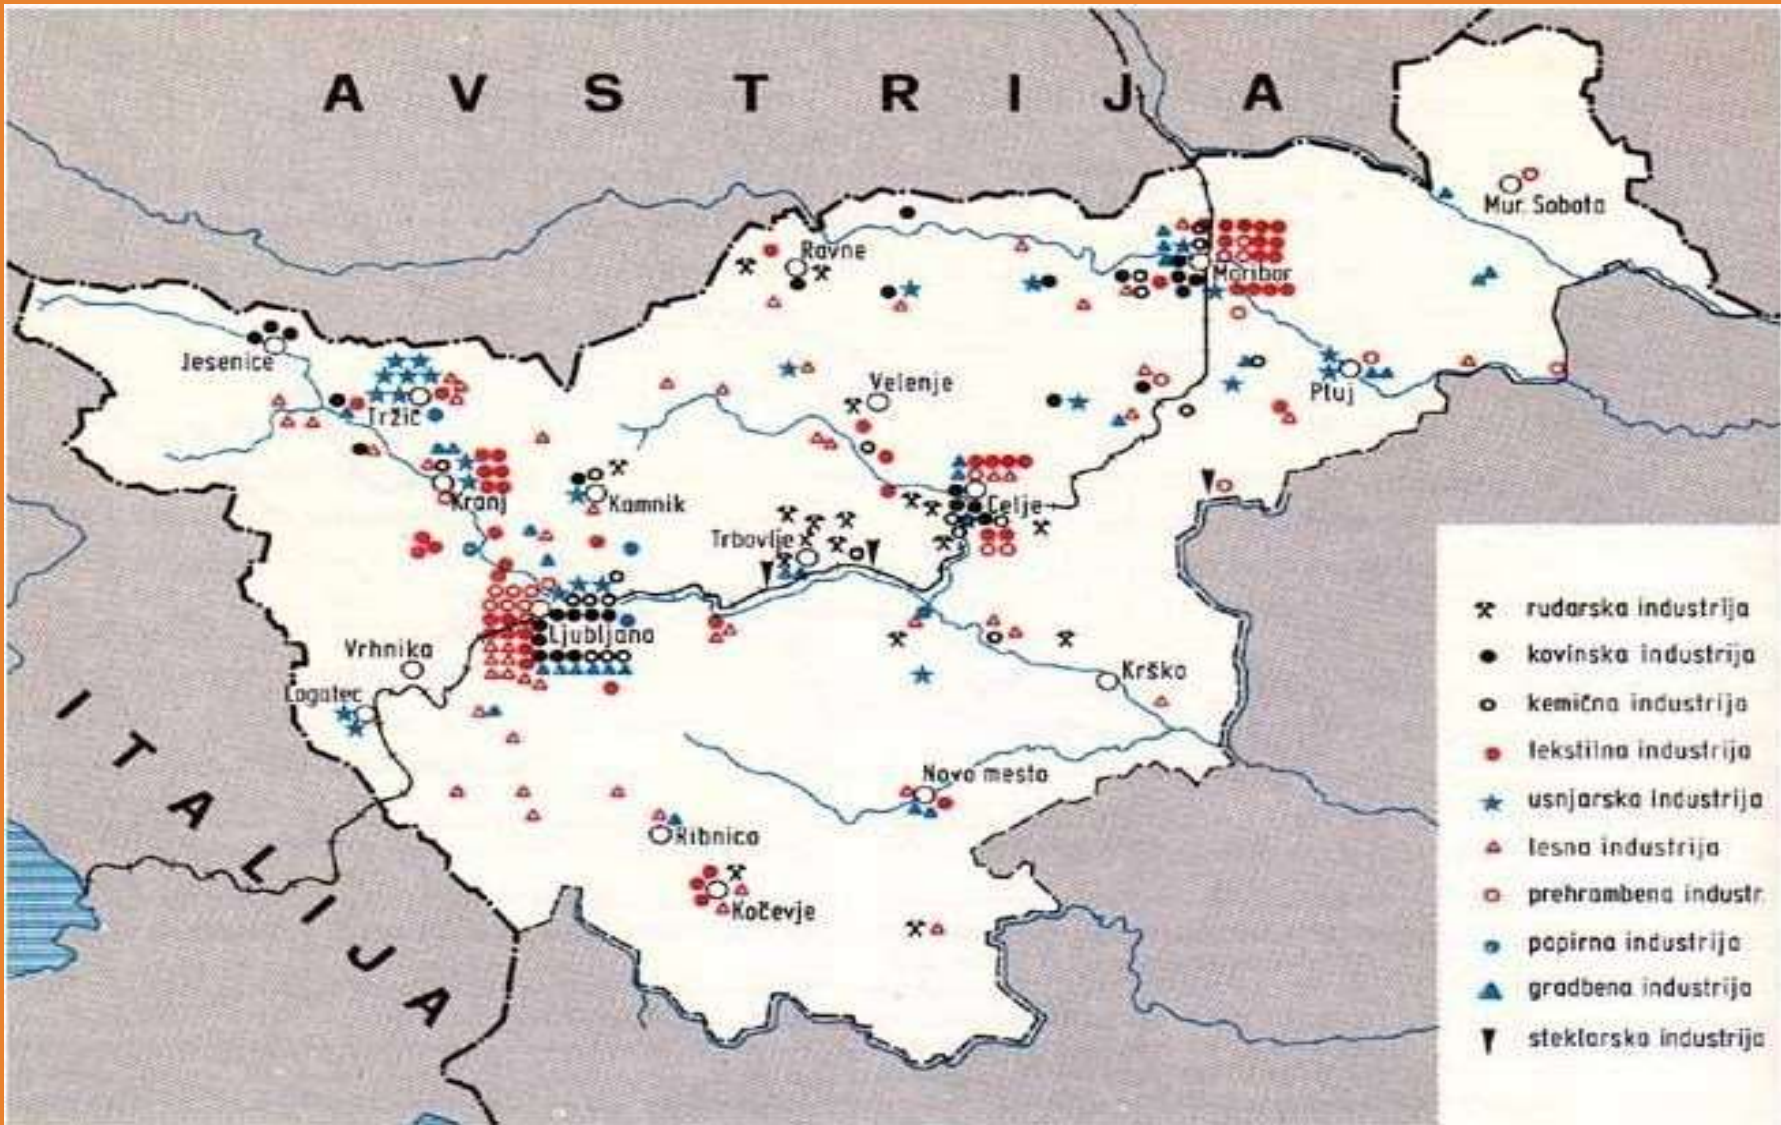 AVSTRIJA
Mur. Sobota
Ravne
Maribor
Jesenice
Tržič
Velenje
Ptuj
Kranj
Kamnik
Celje
Trbovlje
Ljubljana
Vrhnika
Logatec
Krško
ITALIJA
Novo mesto
Ribnica
Kočevje
rudarska industrija
kovinska industrija
kemična industrija
tekstilna industrija
usnjarska industrija
lesna industrija
prehrambena industr.
papirna industrija
gradbena industrija
steklarska industrija